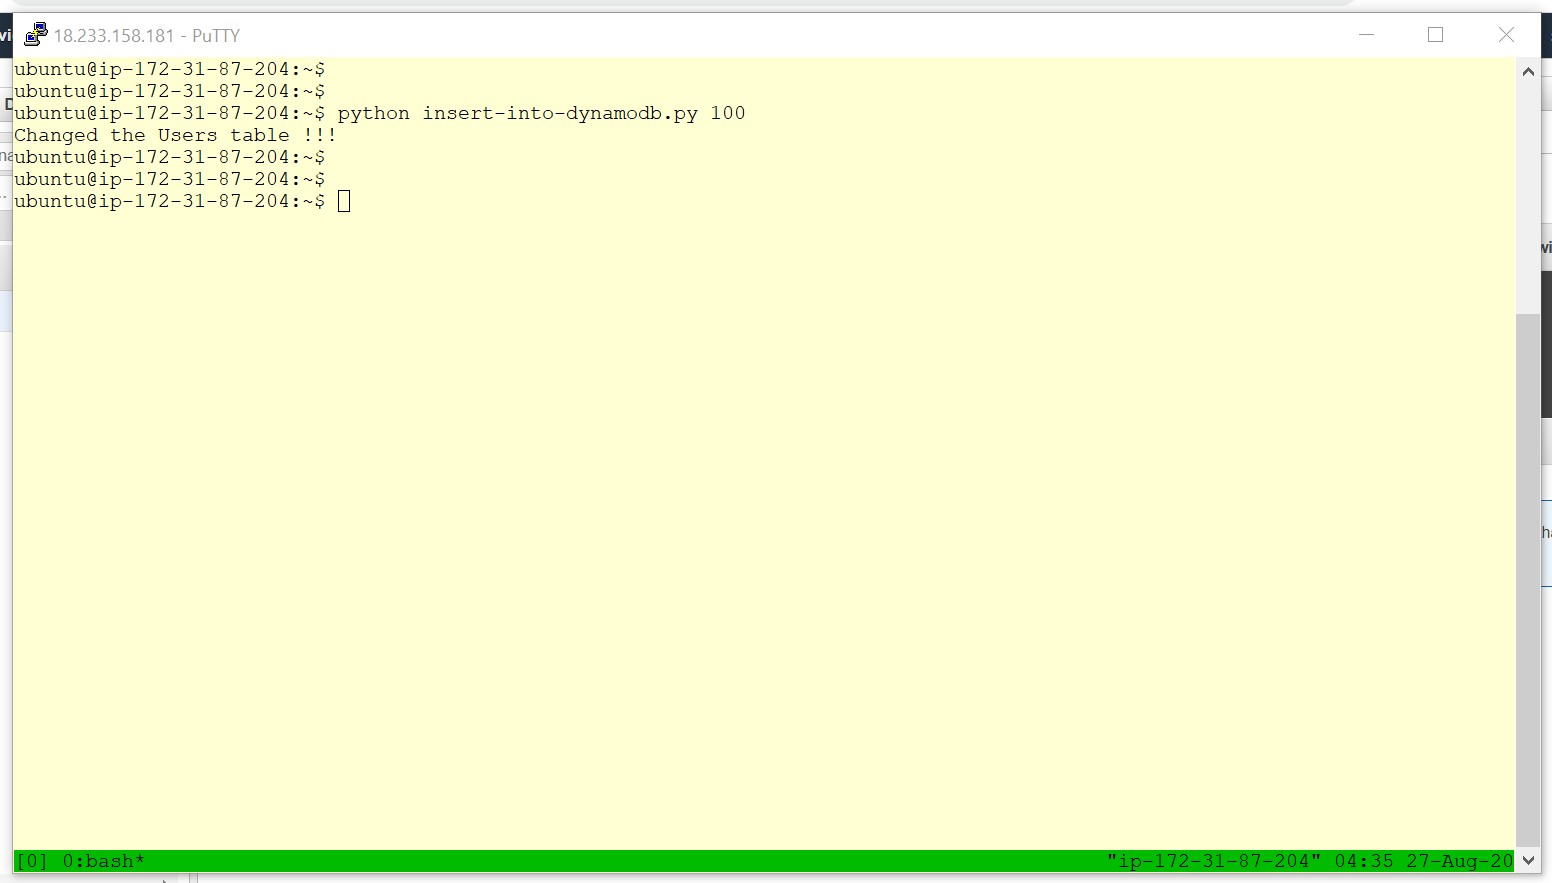 18.233.158.181 - PuTTY
ubuntu@ip-172-31-87-204:~$
ubuntu@ip-172-31-87-204:~$
ubuntu@ip-172-31-87-204:~$ python insert-into-dynamodb.py 100
Changed the Users table !!!
ubuntu@ip-172-31-87-204:~$
ubuntu@ip-172-31-87-204:~$
ubuntu@ip-172-31-87-204:~$
[0] 0:bash* "ip-172-31-87-204" 04:35 27-Aug-20